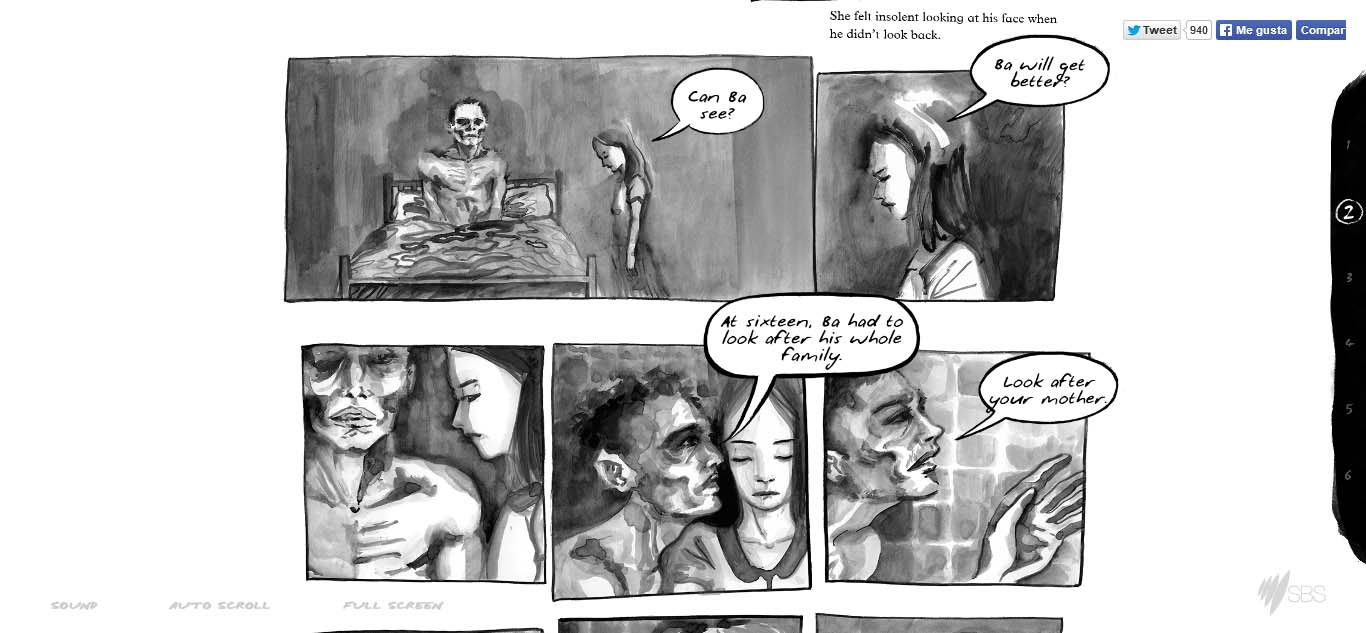 She felt insolent looking at his face when
he didn't look back.
Tweet
940
Me gusta
Compar
Can Ba
see?
Ba will get
better?
At sixteen, Ba had to
look after his whole
family.
Look after
your mother.
1
2
3
4
5
6
SOUND
AUTO SCROLL
FULL SCREEN
SBS